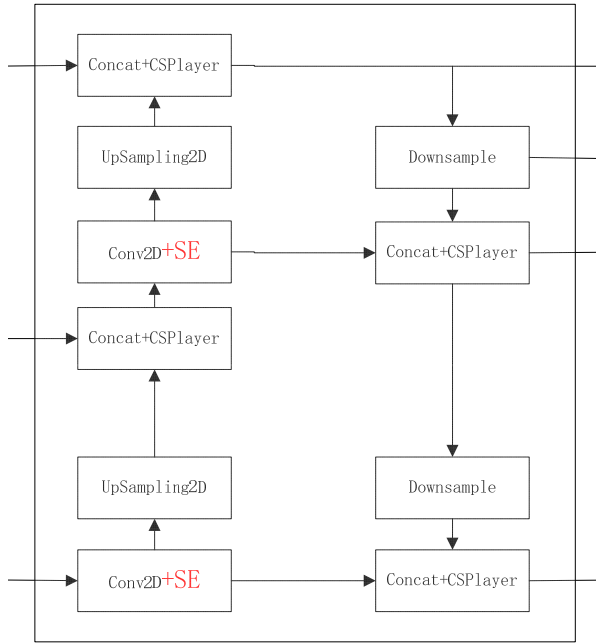 Concat+CSPlayer
UpSampling2D
Downsample
Conv2D+SE
Concat+CSPlayer
Concat+CSPlayer
UpSampling2D
Downsample
Conv2D+SE
Concat+CSPlayer